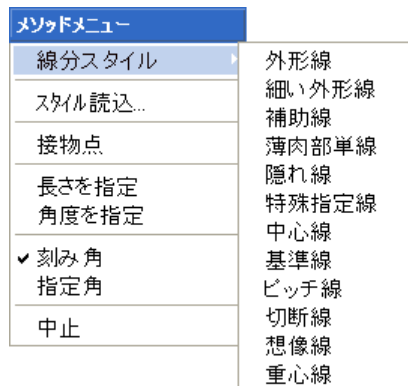 メソッドメニュー
線分スタイル
スタイル読込...
接物点
長さを指定
角度を指定
刻み角
指定角
中止
外形線
細い外形線
補助線
薄肉部単線
隠れ線
特殊指定線
中心線
基準線
ピッチ線
切断線
想像線
重心線